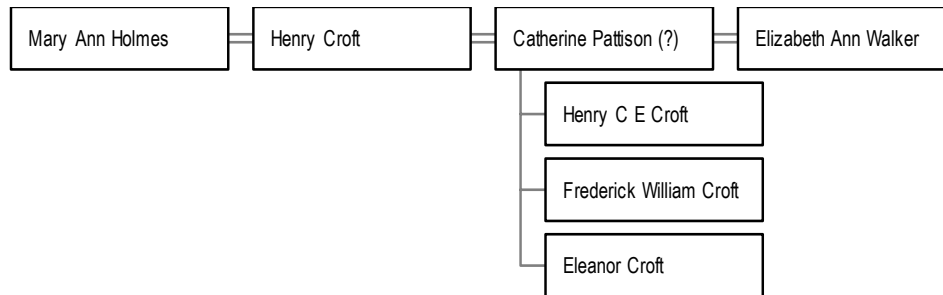 Mary Ann Holmes
Henry Croft
Catherine Pattison (?)
Elizabeth Ann Walker
Henry C E Croft
Frederick William Croft
Eleanor Croft